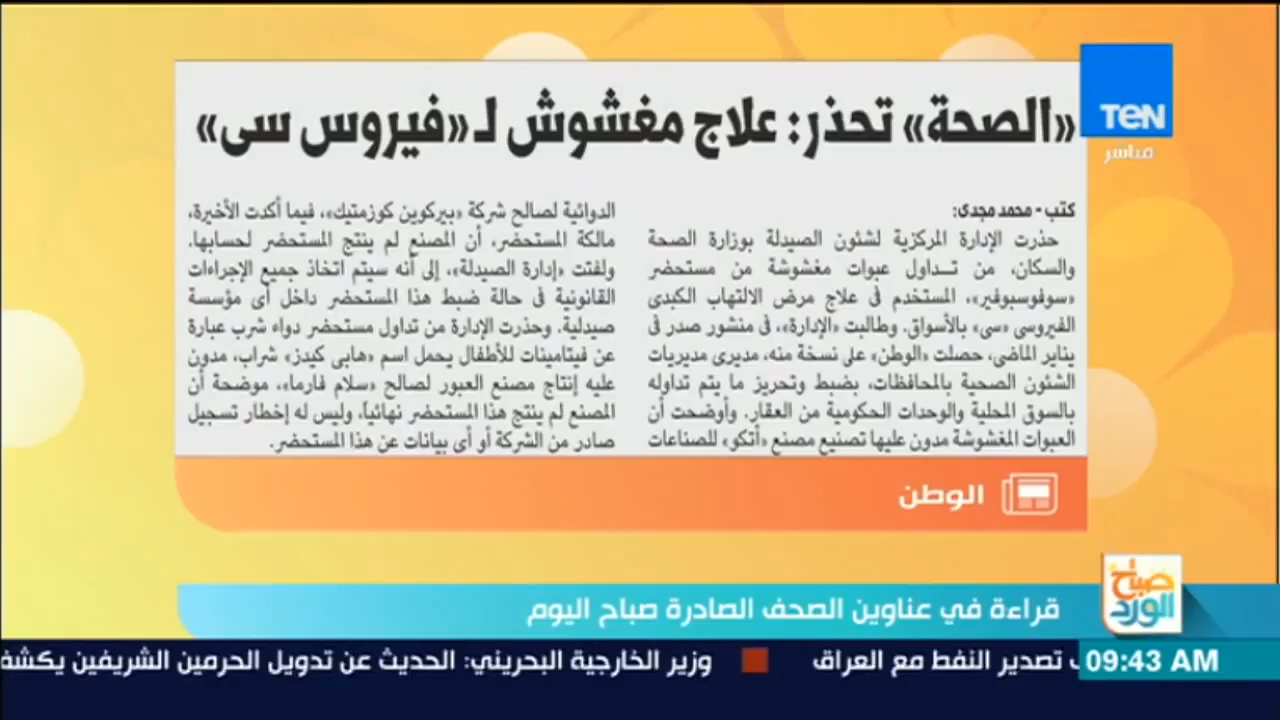 TEN
مباشر
«الصحة» تحذر: علاج مغشوش لـ«فيروس سى»
كتب - محمد مجدى:
حذرت الإدارة المركزية لشئون الصيدلة بوزارة الصحة
والسكان، من تداول عبوات مغشوشة من مستحضر
«سوفوسبوفير»، المستخدم فى علاج مرض الالتهاب الكبدى
الفيروسى «سى» بالأسواق. وطالبت «الإدارة»، فى منشور صدر فى
يناير الماضى، حصلت «الوطن» على نسخة منه، مديرى مديريات
الشئون الصحية بالمحافظات، بضبط وتحريز ما يتم تداوله
بالسوق المحلية والوحدات الحكومية من العقار. وأوضحت أن
العبوات المغشوشة مدون عليها تصنيع مصنع «أتكو» للصناعات
الدوائية لصالح شركة «بيركوين كوزمتيك»، فيما أكدت الأخيرة،
مالكة المستحضر، أن المصنع لم ينتج المستحضر لحسابها.
ولفتت «إدارة الصيدلة»، إلى أنه سيتم اتخاذ جميع الإجراءات
القانونية فى حالة ضبط هذا المستحضر داخل أى مؤسسة
صيدلية. وحذرت الإدارة من تداول مستحضر دواء شرب عبارة
عن فيتامينات للأطفال يحمل اسم «هابى كيدز» شراب، مدون
عليه إنتاج مصنع العبور لصالح «سلام فارما»، موضحة أن
المصنع لم ينتج هذا المستحضر نهائياً، وليس له إخطار تسجيل
صادر من الشركة أو أى بيانات عن هذا المستحضر.
الوطن
صباح
الورد
قراءة في عناوين الصحف الصادرة صباح اليوم
09:43 AM
تصدير النفط مع العراق
وزير الخارجية البحريني: الحديث عن تدويل الحرمين الشريفين يكشف